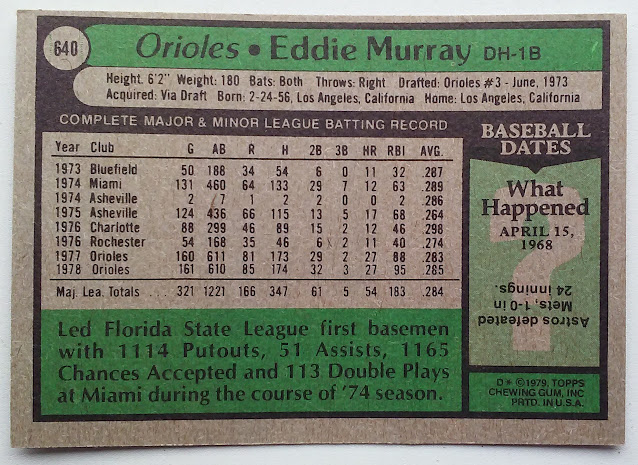 640
Orioles • Eddie Murray DH-1B
Height. 6'2" Weight: 180 Bats: Both Throws: Right Drafted: Orioles #3 - June, 1973
Acquired: Via Draft Born: 2-24-56, Los Angeles, California Home: Los Angeles, California
COMPLETE MAJOR & MINOR LEAGUE BATTING RECORD
Year Club G AB R H 2B 3B HR RBI AVG.
1973 Bluefield 50 188 34 54 6 0 11 32 .287
1974 Miami 131 460 64 133 29 7 12 63 .289
1974 Asheville 2 7 1 2 2 0 0 2 .286
1975 Asheville 124 436 66 115 13 5 17 68 .264
1976 Charlotte 88 299 46 89 15 2 12 46 .298
1976 Rochester 54 168 35 46 6 2 11 40 .274
1977 Orioles 160 611 81 173 29 2 27 88 .283
1978 Orioles 161 610 85 174 32 3 27 95 .285
Maj. Lea. Totals ... 321 1221 166 347 61 5 54 183 .284
Led Florida State League first basemen
with 1114 Putouts, 51 Assists, 1165
Chances Accepted and 113 Double Plays
at Miami during the course of '74 season.
BASEBALL
DATES
What
Happened
APRIL 15,
1968
?
Astros defeated
Mets, 1-0 in
24 innings.
D* © 1979, TOPPS
CHEWING GUM, INC
PRTD. IN U.S.A.